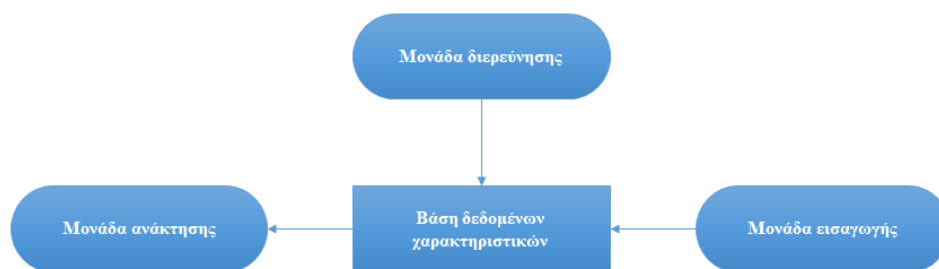 Μονάδα διερεύνησης
Μονάδα ανάκτησης
Βάση δεδομένων
χαρακτηριστικών
Μονάδα εισαγωγής